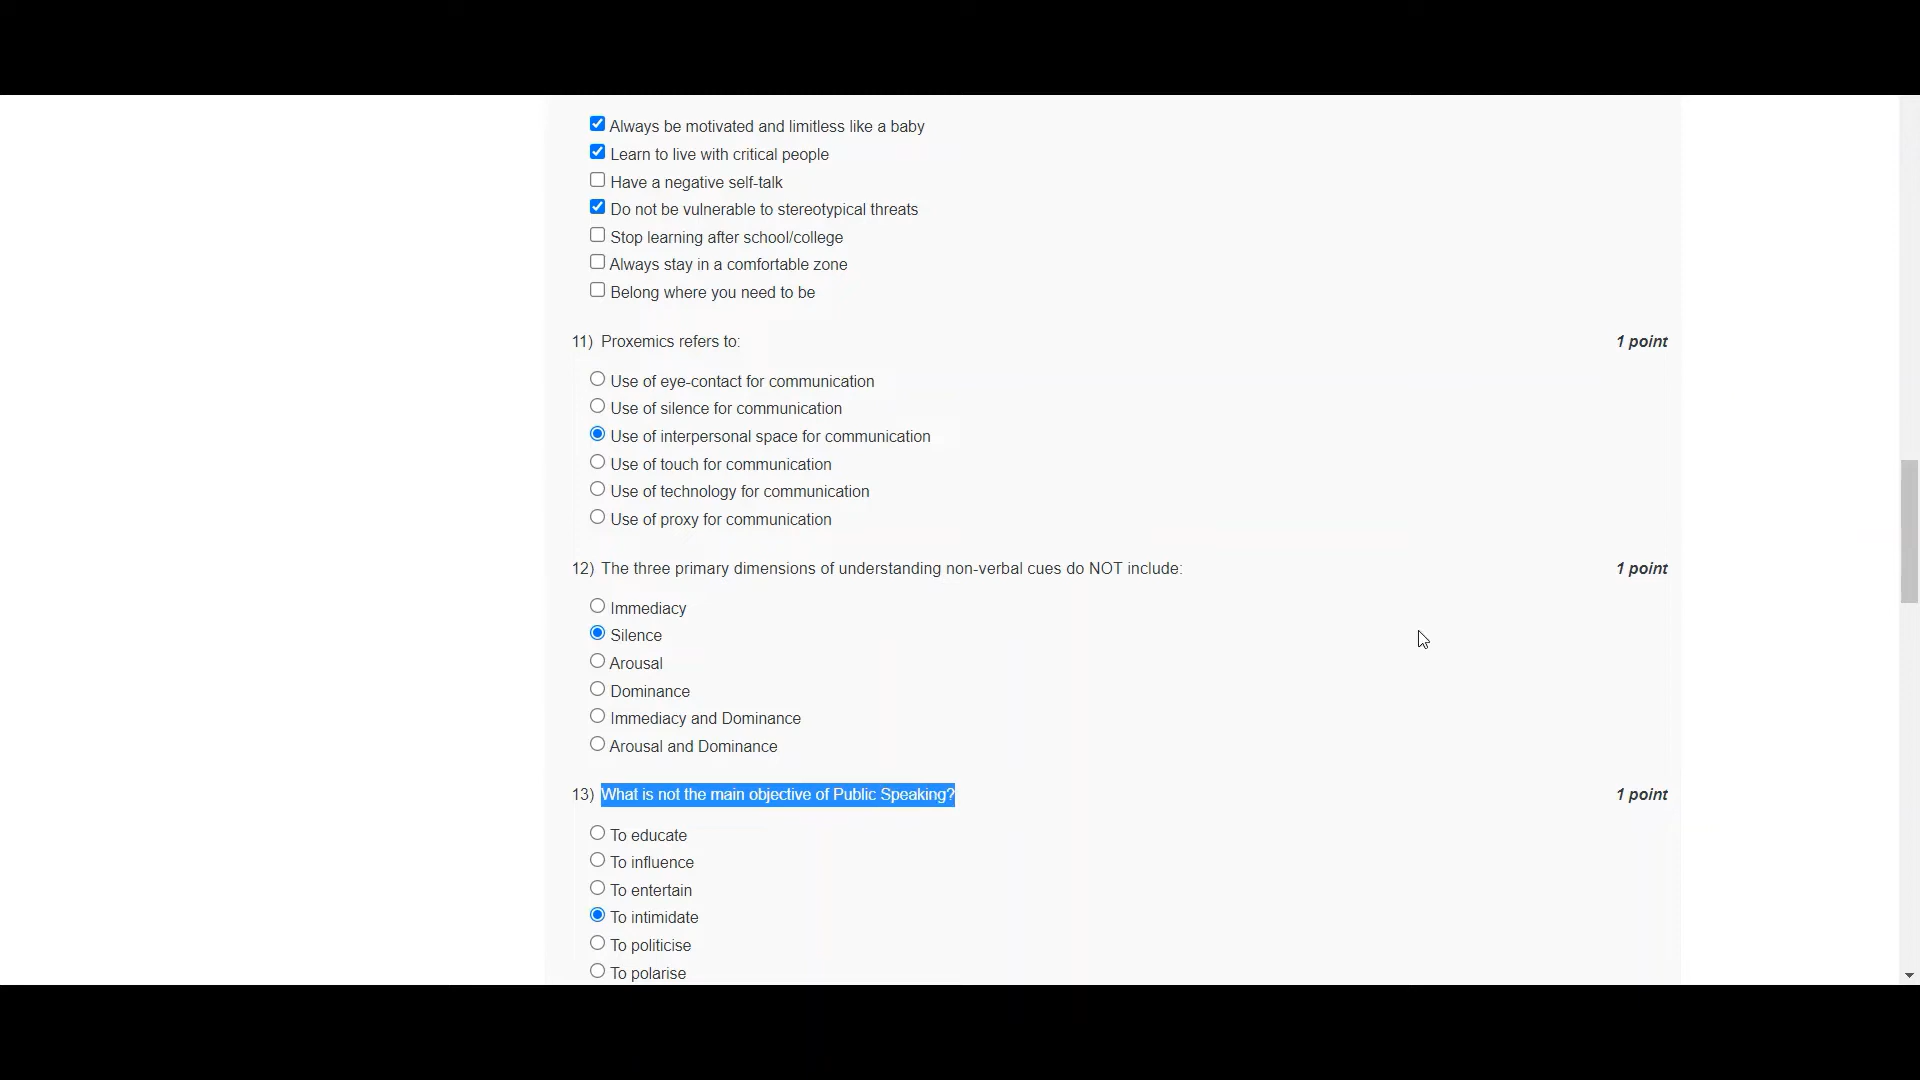 Always be motivated and limitless like a baby
Learn to live with critical people
Have a negative self-talk
Do not be vulnerable to stereotypical threats
Stop learning after school/college
Always stay in a comfortable zone
Belong where you need to be
11) Proxemics refers to: 1 point
Use of eye-contact for communication
Use of silence for communication
Use of interpersonal space for communication
Use of touch for communication
Use of technology for communication
Use of proxy for communication
12) The three primary dimensions of understanding non-verbal cues do NOT include: 1 point
Immediacy
Silence
Arousal
Dominance
Immediacy and Dominance
Arousal and Dominance
13) What is not the main objective of Public Speaking? 1 point
To educate
To influence
To entertain
To intimidate
To politicise
To polarise